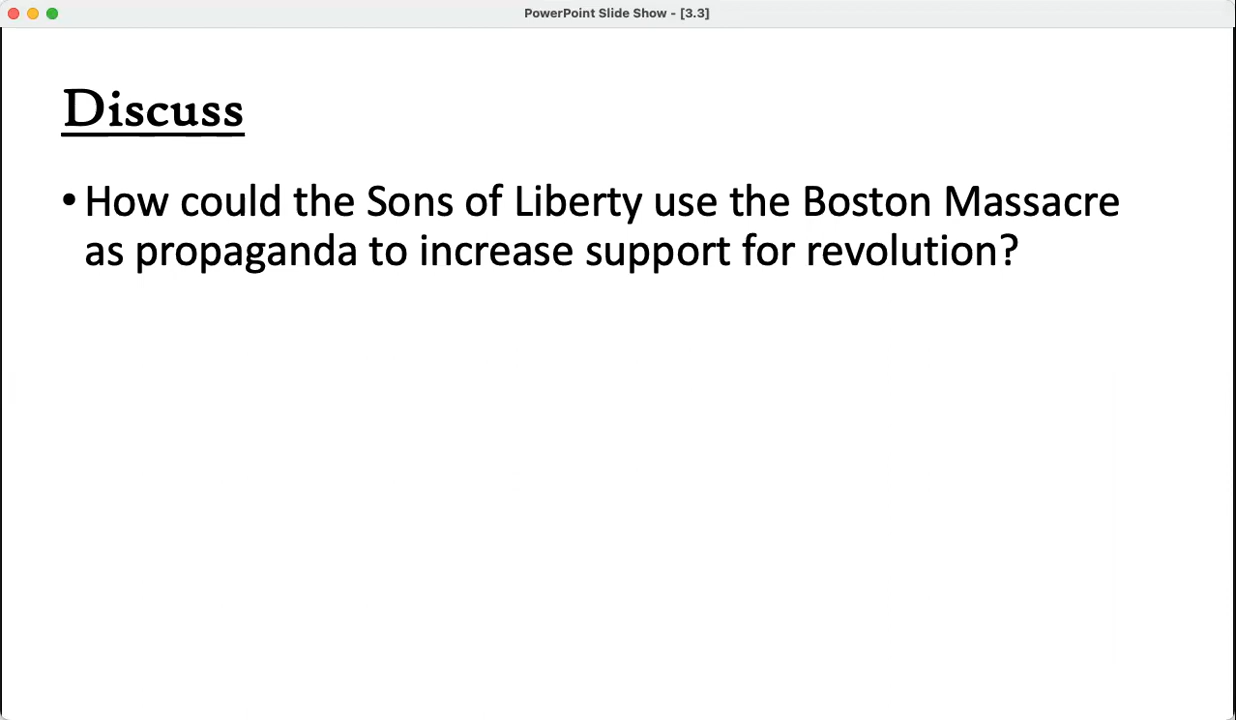 PowerPoint Slide Show - [3.3]
Discuss
• How could the Sons of Liberty use the Boston Massacre
as propaganda to increase support for revolution?